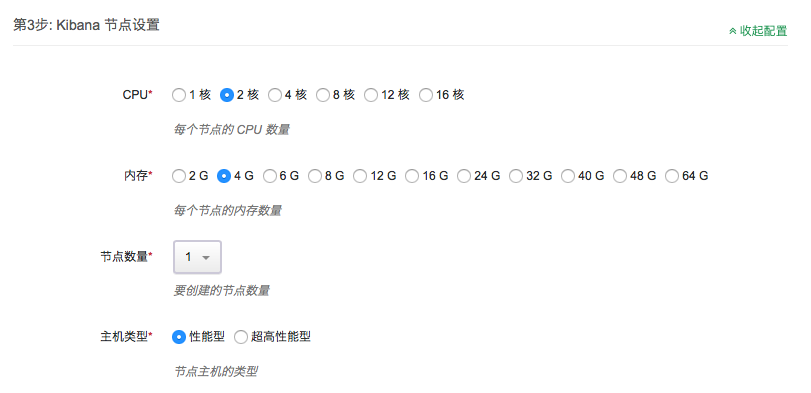 第3步: Kibana 节点设置
收起配置
CPU* 1 核 2 核 4 核 8 核 12 核 16 核
每个节点的 CPU 数量
内存* 2 G 4 G 6 G 8 G 12 G 16 G 24 G 32 G 40 G 48 G 64 G
每个节点的内存数量
节点数量* 1
要创建的节点数量
主机类型* 性能型 超高性能型
节点主机的类型